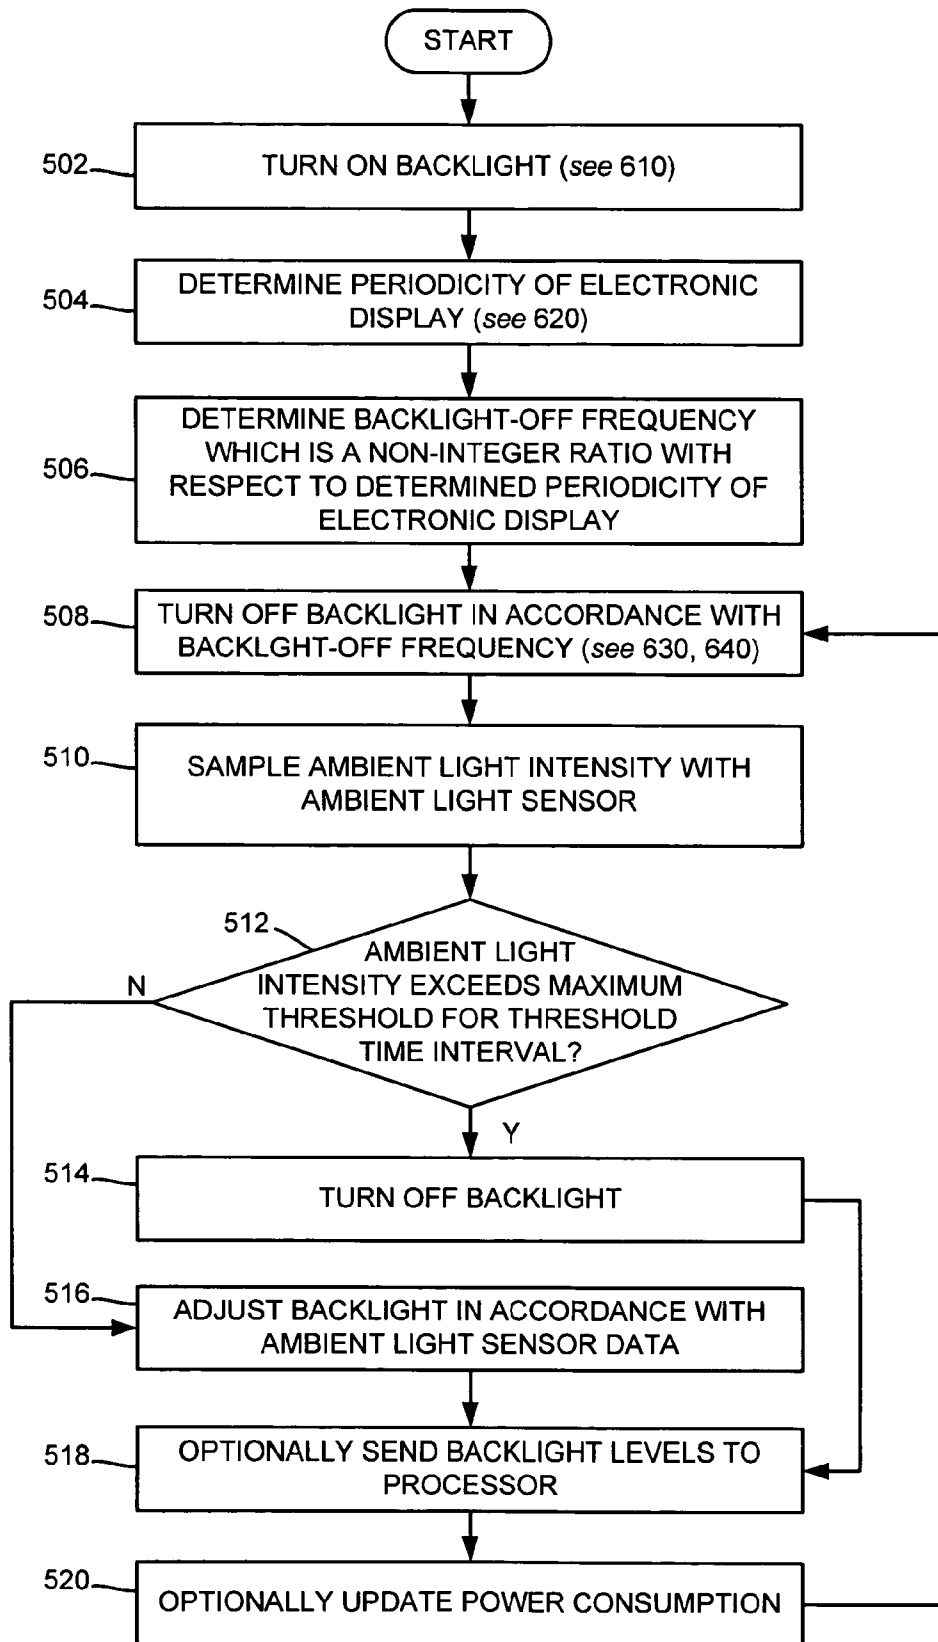 START
502
TURN ON BACKLIGHT (see 610)
504
DETERMINE PERIODICITY OF ELECTRONIC
DISPLAY (see 620)
506
DETERMINE BACKLIGHT-OFF FREQUENCY
WHICH IS A NON-INTEGER RATIO WITH
RESPECT TO DETERMINED PERIODICITY OF
ELECTRONIC DISPLAY
508
TURN OFF BACKLIGHT IN ACCORDANCE WITH
BACKLGHT-OFF FREQUENCY (see 630, 640)
510
SAMPLE AMBIENT LIGHT INTENSITY WITH
AMBIENT LIGHT SENSOR
512
AMBIENT LIGHT
INTENSITY EXCEEDS MAXIMUM
THRESHOLD FOR THRESHOLD
TIME INTERVAL?
N
Y
514
TURN OFF BACKLIGHT
516
ADJUST BACKLIGHT IN ACCORDANCE WITH
AMBIENT LIGHT SENSOR DATA
518
OPTIONALLY SEND BACKLIGHT LEVELS TO
PROCESSOR
520
OPTIONALLY UPDATE POWER CONSUMPTION